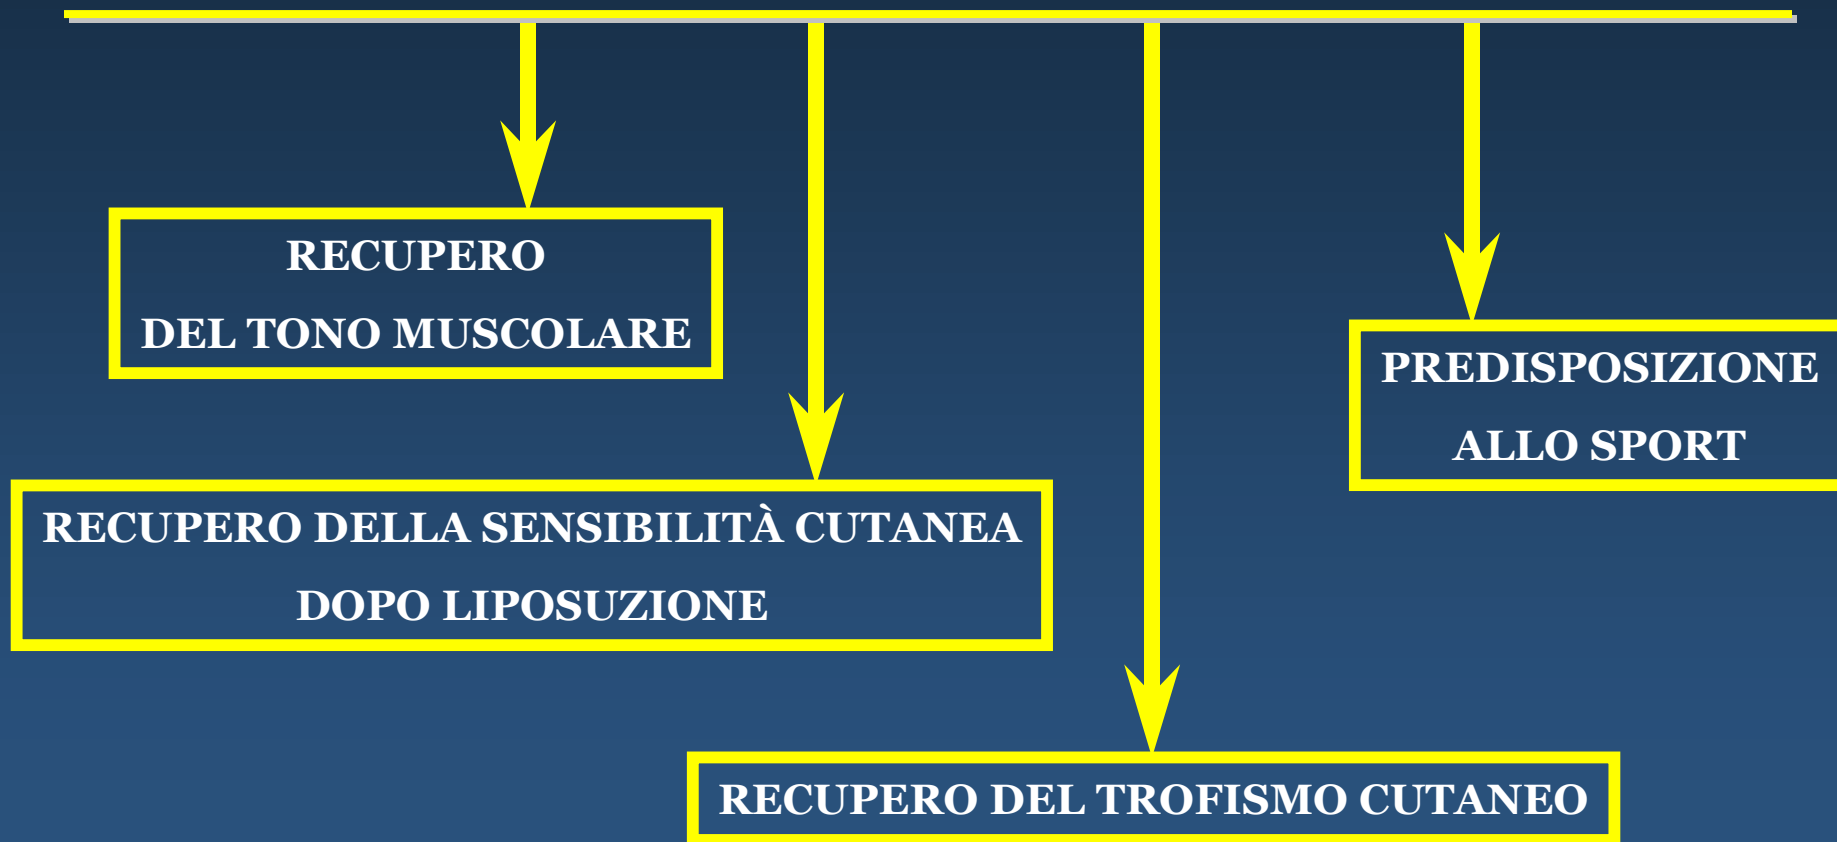 RECUPERO
DEL TONO MUSCOLARE
PREDISPOSIZIONE
ALLO SPORT
RECUPERO DELLA SENSIBILITÀ CUTANEA
DOPO LIPOSUZIONE
RECUPERO DEL TROFISMO CUTANEO